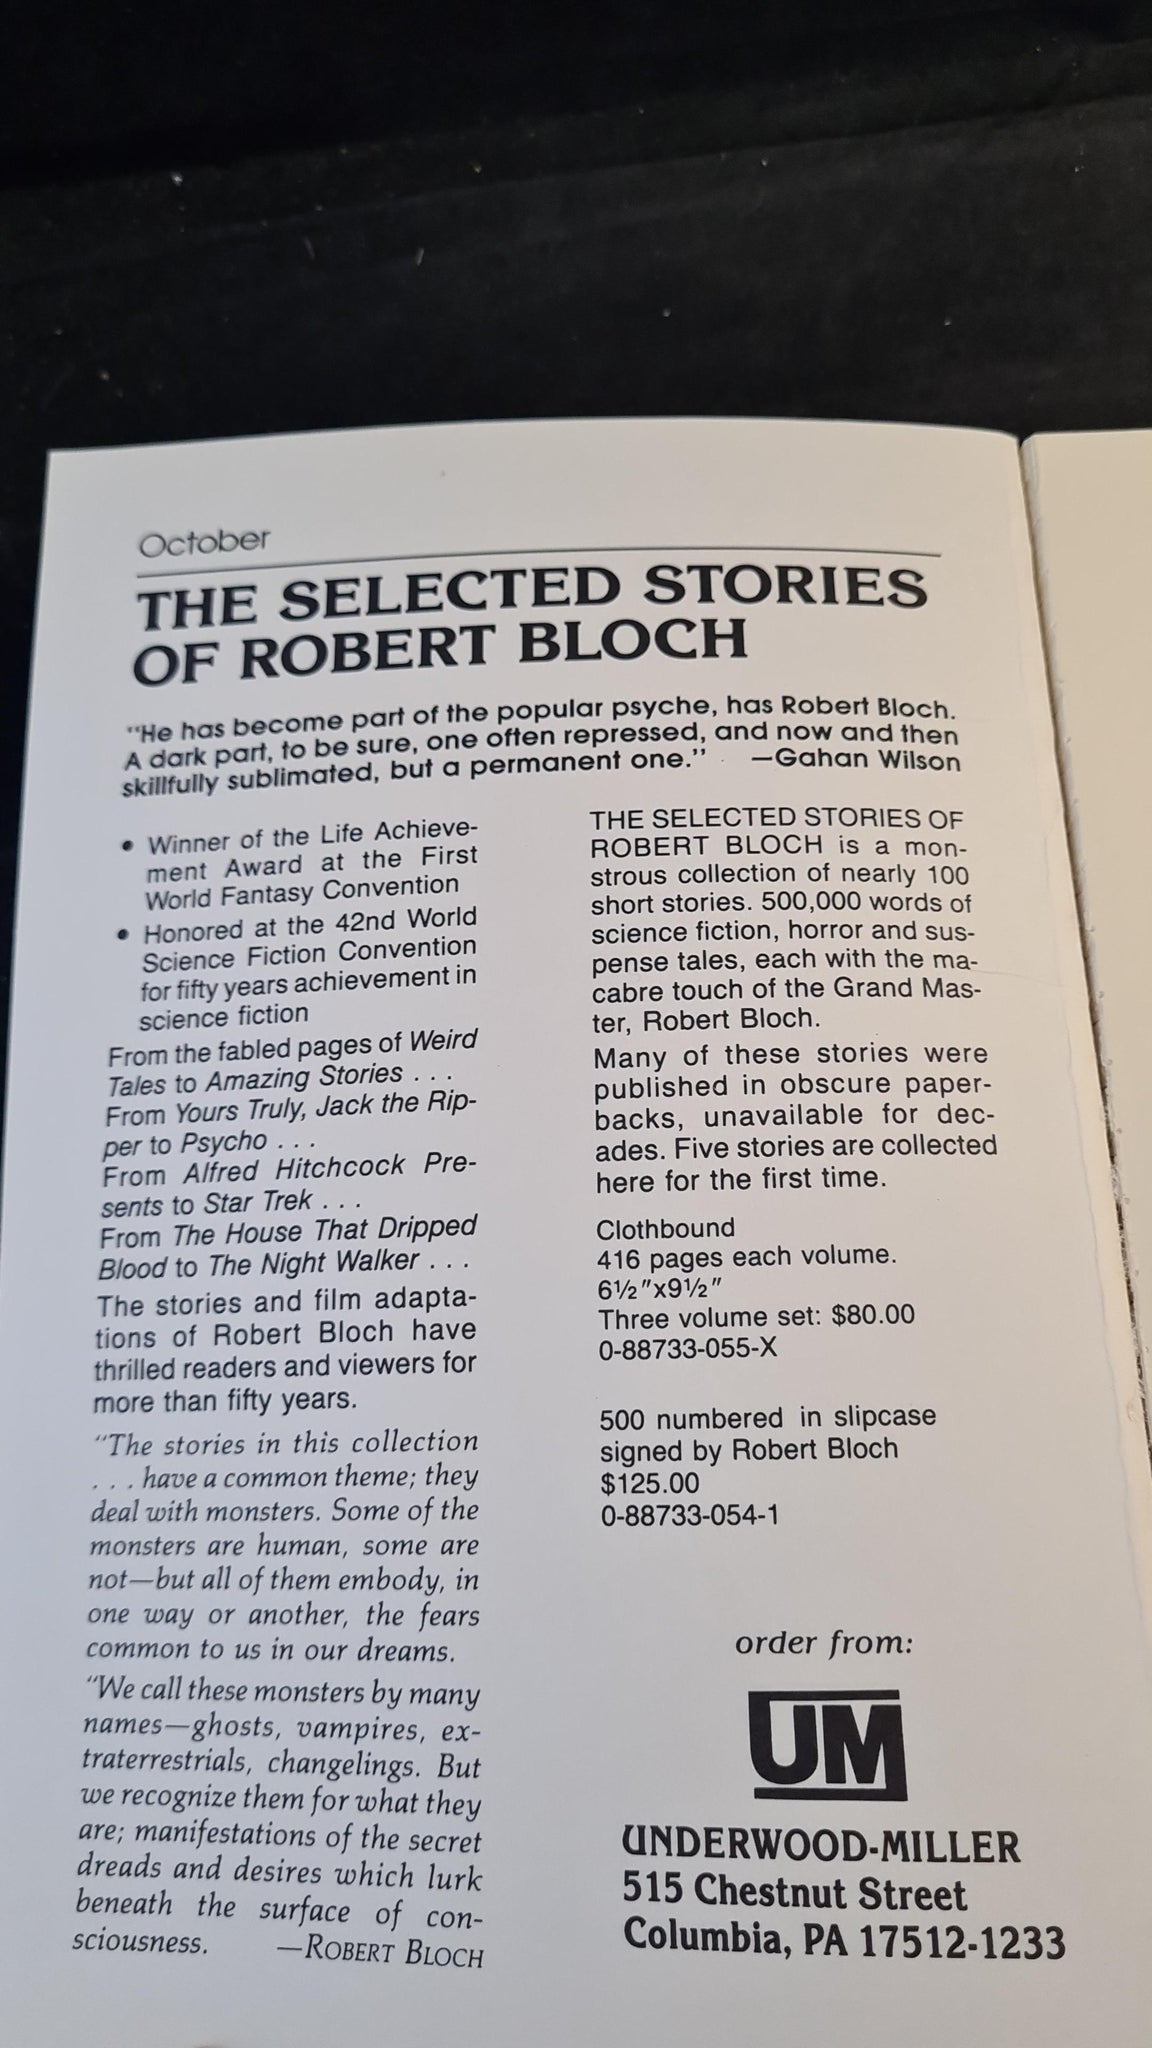 October
THE SELECTED STORIES
OF ROBERT BLOCH
"He has become part of the popular psyche, has Robert Bloch.
A dark part, to be sure, one often repressed, and now and then
skillfully sublimated, but a permanent one." —Gahan Wilson
• Winner of the Life Achieve-
ment Award at the First
World Fantasy Convention
• Honored at the 42nd World
Science Fiction Convention
for fifty years achievement in
science fiction
From the fabled pages of Weird
Tales to Amazing Stories . . .
From Yours Truly, Jack the Rip-
per to Psycho . . .
From Alfred Hitchcock Pre-
sents to Star Trek . . .
From The House That Dripped
Blood to The Night Walker . . .
The stories and film adapta-
tions of Robert Bloch have
thrilled readers and viewers for
more than fifty years.
"The stories in this collection
. . . have a common theme; they
deal with monsters. Some of the
monsters are human, some are
not—but all of them embody, in
one way or another, the fears
common to us in our dreams.
"We call these monsters by many
names—ghosts, vampires, ex-
traterrestrials, changelings. But
we recognize them for what they
are; manifestations of the secret
dreads and desires which lurk
beneath the surface of con-
sciousness. —ROBERT BLOCH
THE SELECTED STORIES OF
ROBERT BLOCH is a mon-
strous collection of nearly 100
short stories. 500,000 words of
science fiction, horror and sus-
pense tales, each with the ma-
cabre touch of the Grand Mas-
ter, Robert Bloch.
Many of these stories were
published in obscure paper-
backs, unavailable for dec-
ades. Five stories are collected
here for the first time.
Clothbound
416 pages each volume.
6½"x9½"
Three volume set: $80.00
0-88733-055-X
500 numbered in slipcase
signed by Robert Bloch
$125.00
0-88733-054-1
order from:
UM
UNDERWOOD-MILLER
515 Chestnut Street
Columbia, PA 17512-1233